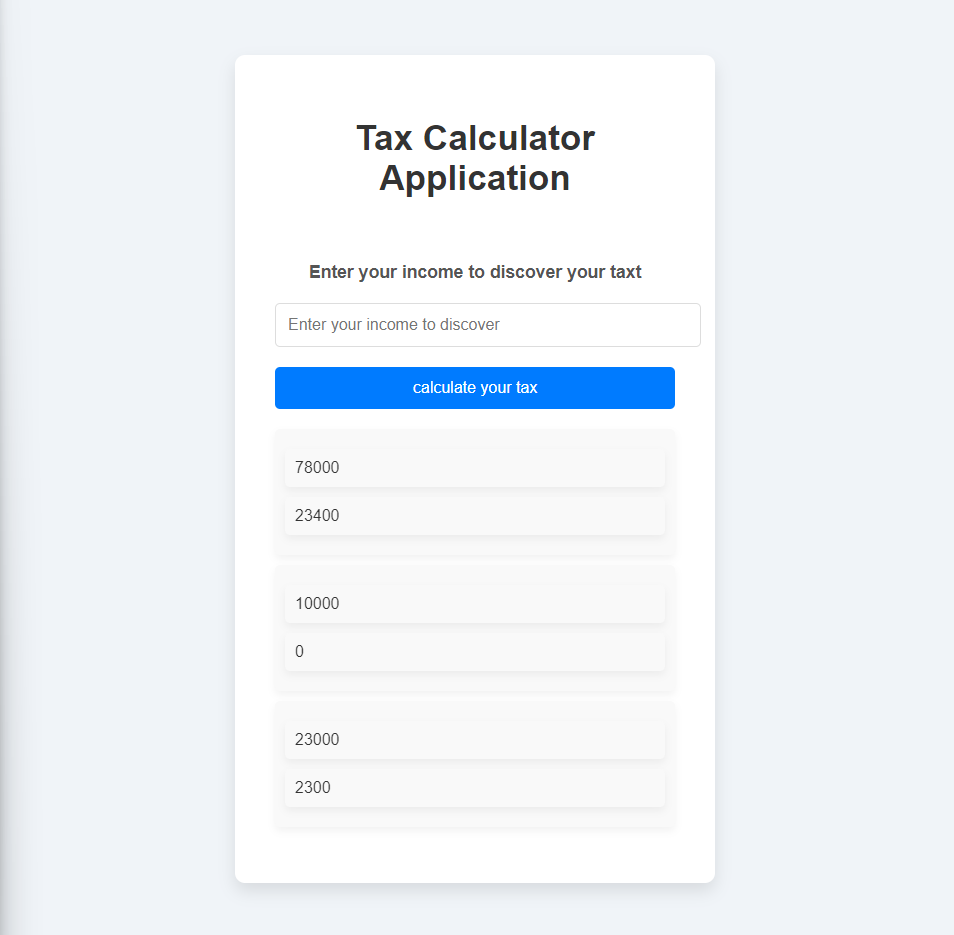 Tax Calculator
Application
Enter your income to discover your taxt
Enter your income to discover
calculate your tax
78000
23400
10000
0
23000
2300